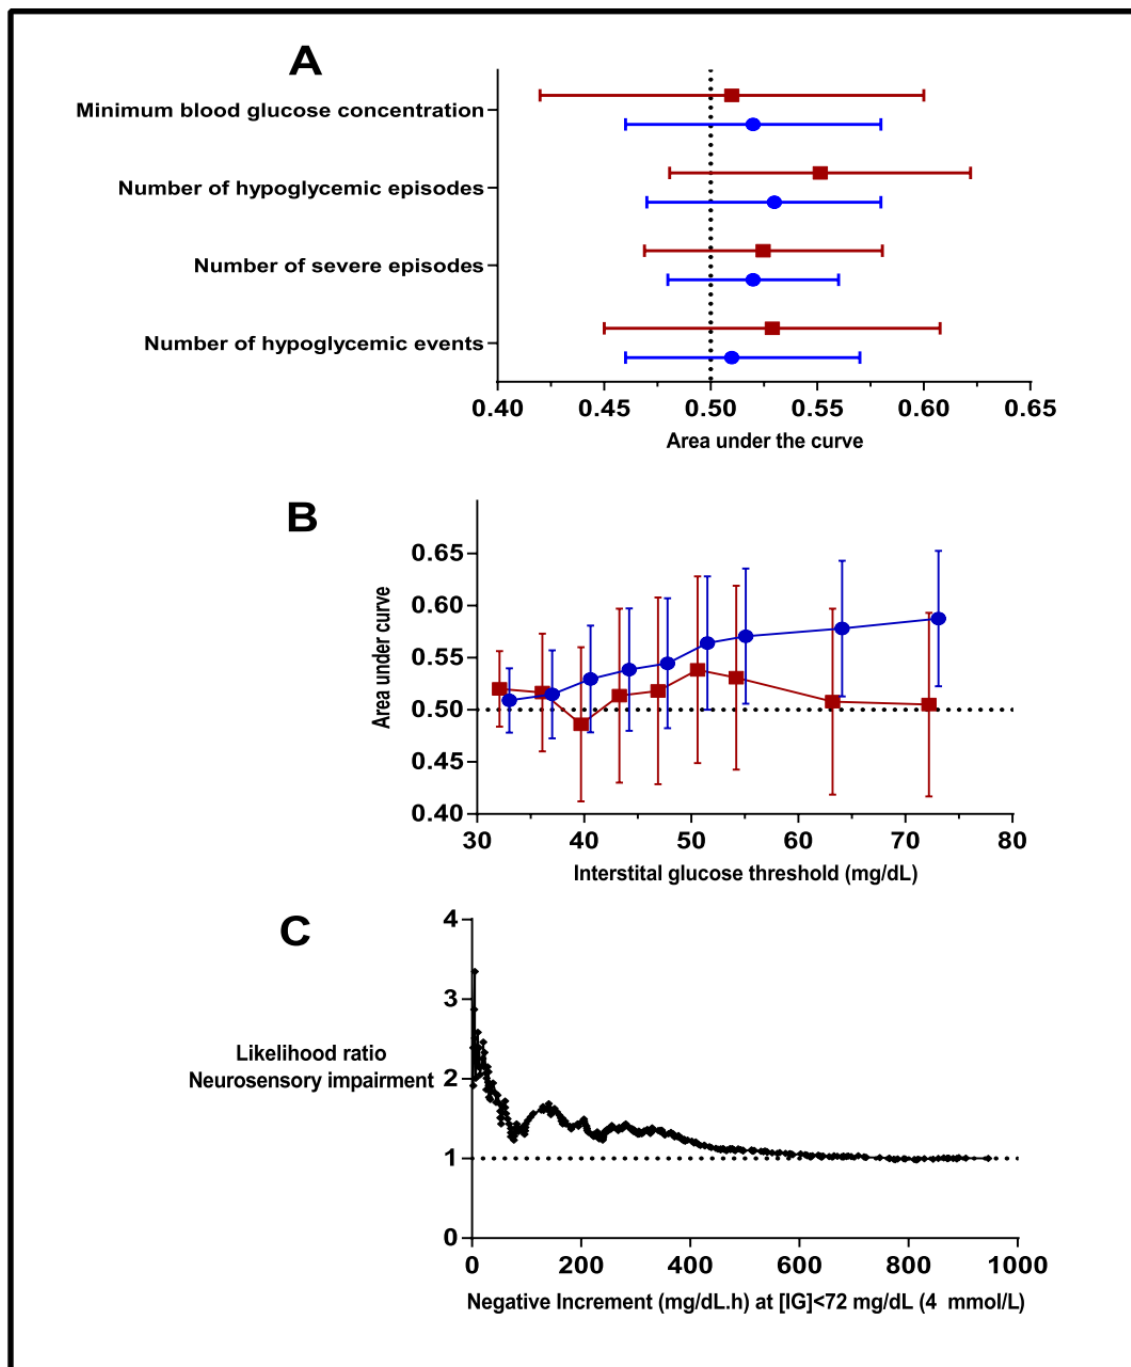 A
Minimum blood glucose concentration
Number of hypoglycemic episodes
Number of severe episodes
Number of hypoglycemic events
0.40 0.45 0.50 0.55 0.60 0.65
Area under the curve
B
0.65
0.60
0.55
0.50
0.45
0.40
Area under curve
30 40 50 60 70 80
Interstital glucose threshold (mg/dL)
C
4
3
2
1
0
Likelihood ratio
Neurosensory impairment
0 200 400 600 800 1000
Negative Increment (mg/dL.h) at [IG]<72 mg/dL (4 mmol/L)